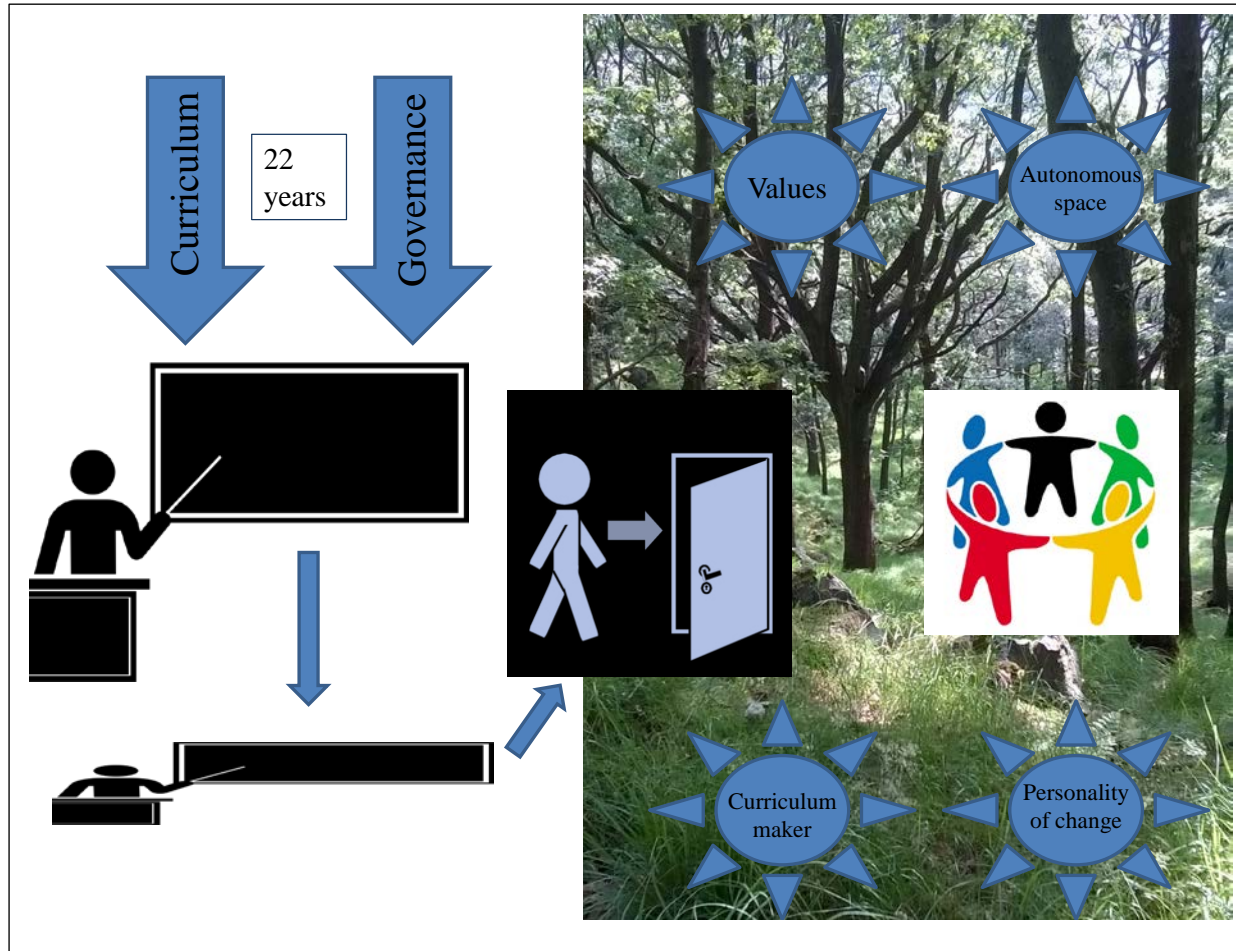 Curriculum
22
years
Governance
Values
Autonomous
space
Curriculum
maker
Personality
of change